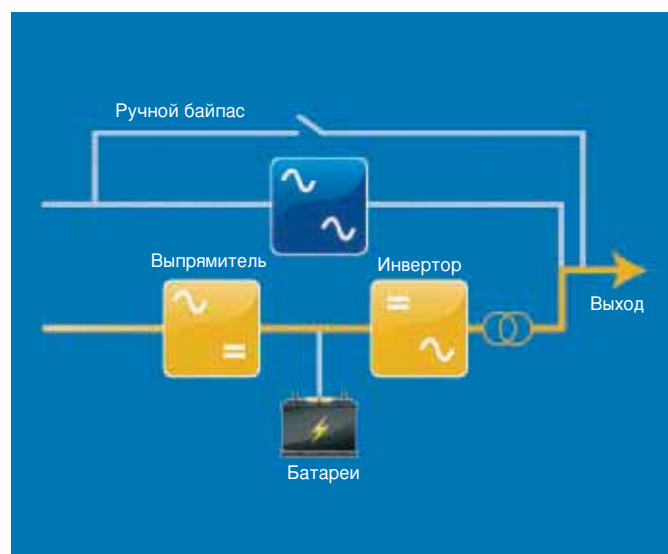 Ручной байпас
Выпрямитель
Инвертор
Выход
Батареи